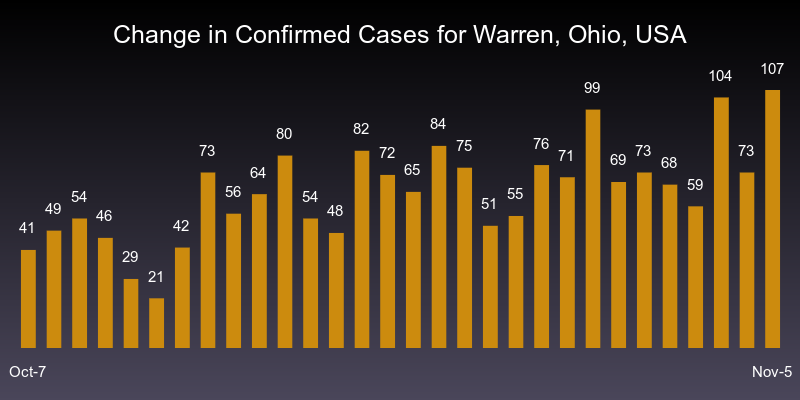 Change in Confirmed Cases for Warren, Ohio, USA
41 49 54 46 29 21 42 73 56 64 80 54 48 82 72 65 84 75 51 55 76 71 99 69 73 68 59 104 73 107
Oct-7 Nov-5